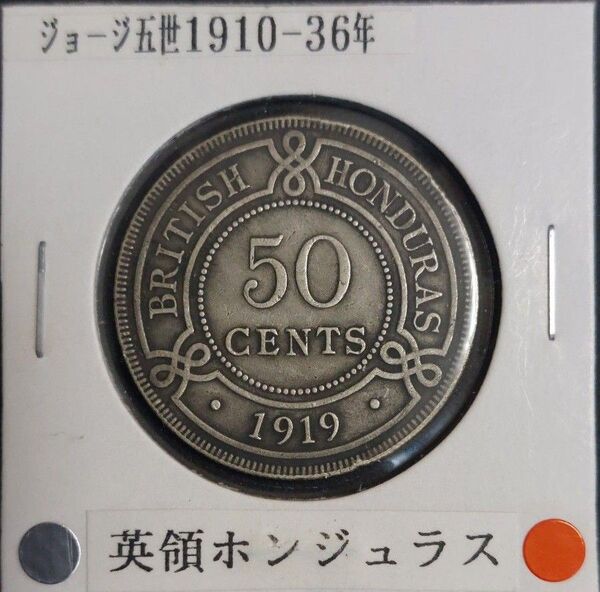 ジョージ五世1910-36年
BRITISH HONDURAS
50
CENTS
1919
英領ホンジュラス